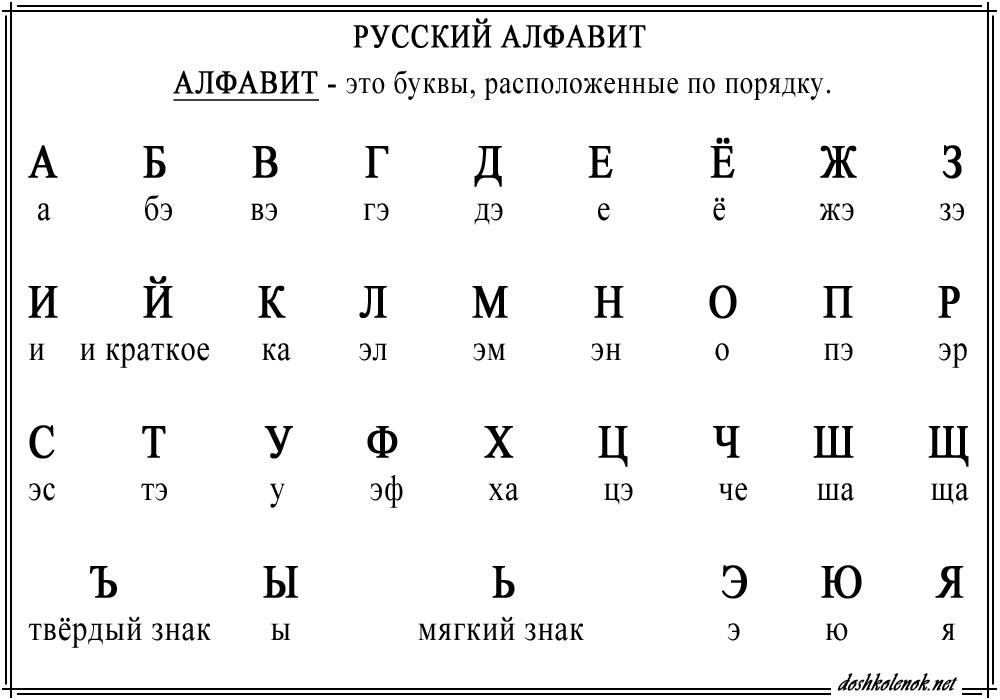 РУССКИЙ АЛФАВИТ
АЛФАВИТ - это буквы, расположенные по порядку.
А Б В Г Д Е Ё Ж З
а бэ вэ гэ дэ е ё жэ зэ
И Й К Л М Н О П Р
и и краткое ка эл эм эн о пэ эр
С Т У Ф Х Ц Ч Ш Щ
эс тэ у эф ха цэ че ша ща
Ъ Ы Ь Э Ю Я
твёрдый знак ы мягкий знак э ю я
doshkolenok.net